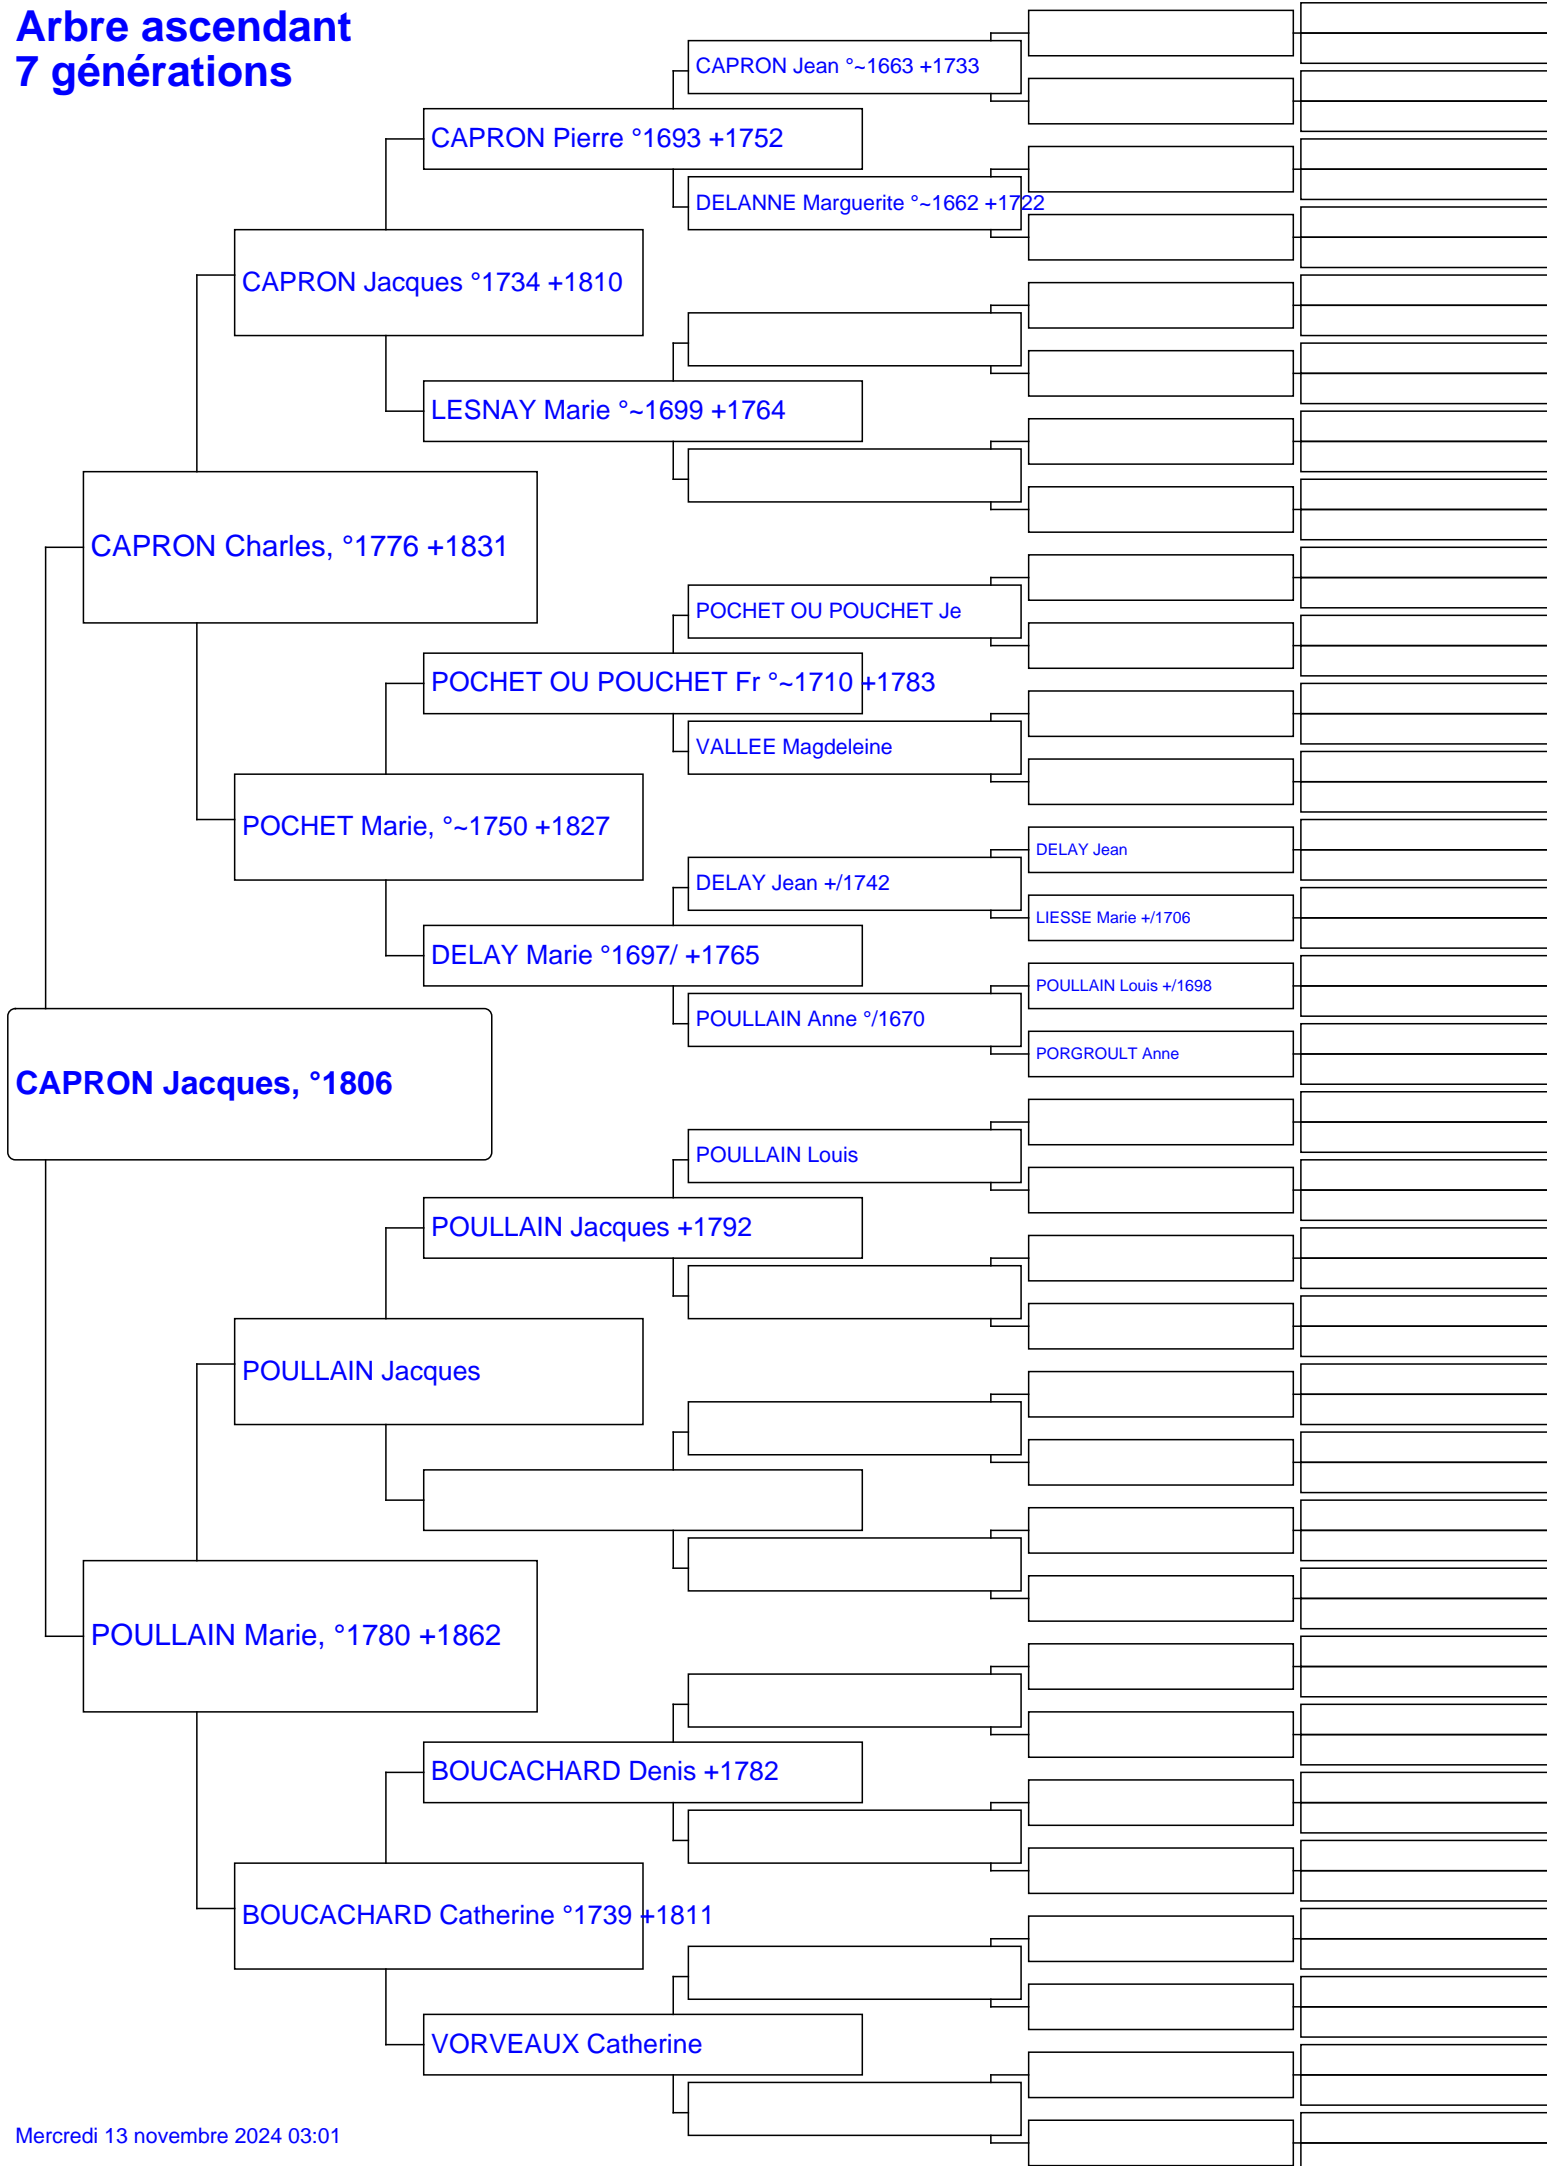 Arbre ascendant
7 générations
CAPRON Jean °~1663 +1733
CAPRON Pierre °1693 +1752
DELANNE Marguerite °~1662 +1722
CAPRON Jacques °1734 +1810
LESNAY Marie °~1699 +1764
CAPRON Charles, °1776 +1831
POCHET OU POUCHET Je
POCHET OU POUCHET Fr °~1710 +1783
VALLEE Magdeleine
POCHET Marie, °~1750 +1827
DELAY Jean
DELAY Jean +/1742
LIESSE Marie +/1706
DELAY Marie °1697/ +1765
POULLAIN Louis +/1698
POULLAIN Anne °/1670
PORGROULT Anne
CAPRON Jacques, °1806
POULLAIN Louis
POULLAIN Jacques +1792
POULLAIN Jacques
POULLAIN Marie, °1780 +1862
BOUCACHARD Denis +1782
BOUCACHARD Catherine °1739 +1811
VORVEAUX Catherine
Mercredi 13 novembre 2024 03:01